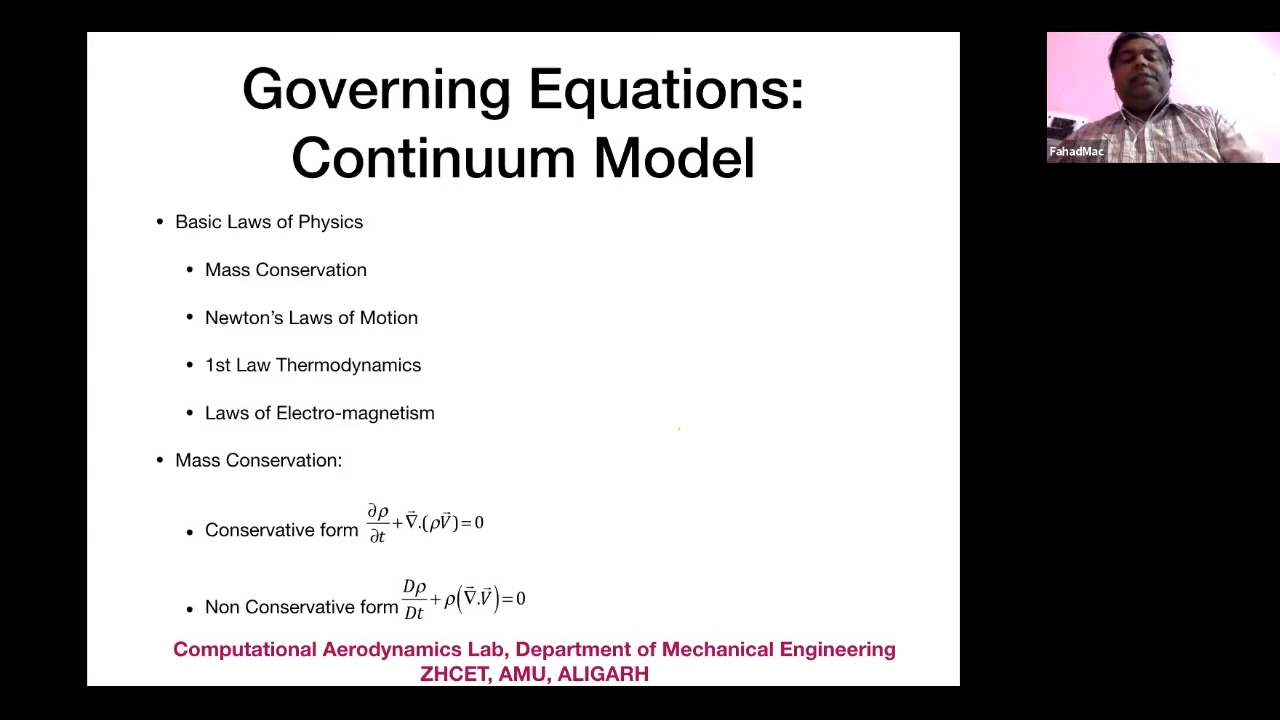 Governing Equations:
Continuum Model
• Basic Laws of Physics
• Mass Conservation
• Newton’s Laws of Motion
• 1st Law Thermodynamics
• Laws of Electro-magnetism
• Mass Conservation:
• Conservative form ∂ρ/∂t + ∇⃗.(ρV⃗) = 0
• Non Conservative form Dρ/Dt + ρ(∇⃗.V⃗) = 0
Computational Aerodynamics Lab, Department of Mechanical Engineering
ZHCET, AMU, ALIGARH
FahadMac